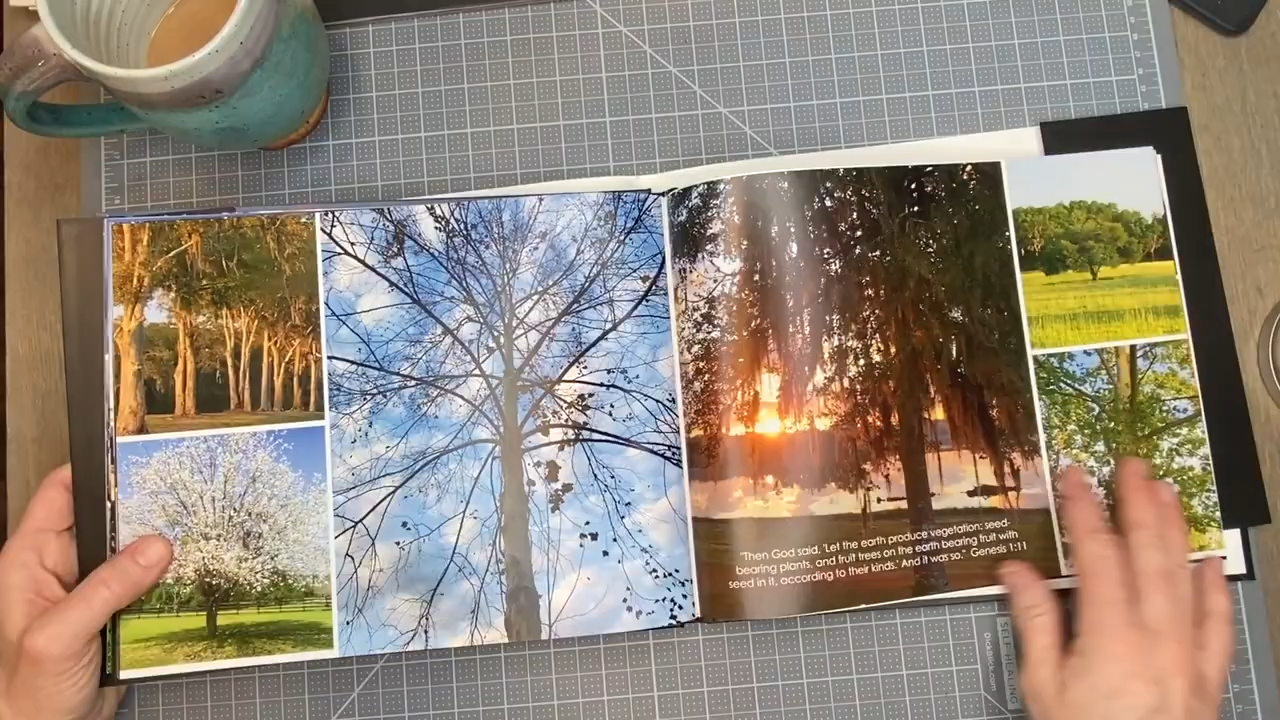 "Then God said, 'Let the earth produce vegetation: seed-
bearing plants, and fruit trees on the earth bearing fruit with
seed in it, according to their kinds.' And it was so." Genesis 1:11
SELF-HEALING